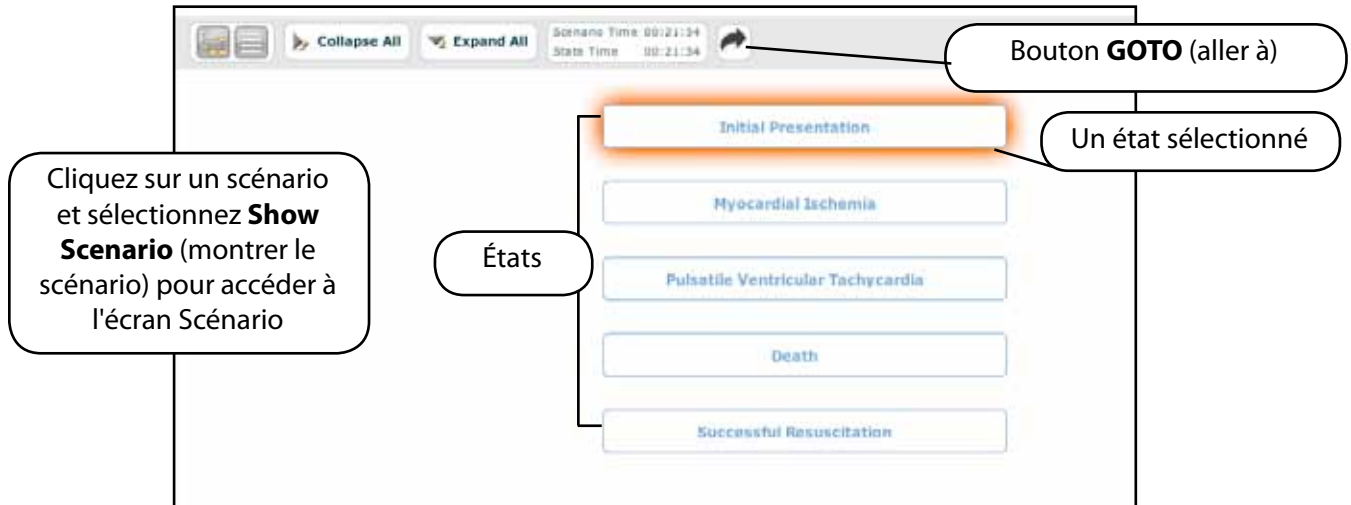 Collapse All
Expand All
Scenario Time 00:21:34
State Time 00:21:34
Bouton GOTO (aller à)
Initial Presentation
Un état sélectionné
Cliquez sur un scénario
et sélectionnez Show
Scenario (montrer le
scénario) pour accéder à
l'écran Scénario
Myocardial Ischemia
États
Pulsatile Ventricular Tachycardia
Death
Successful Resuscitation